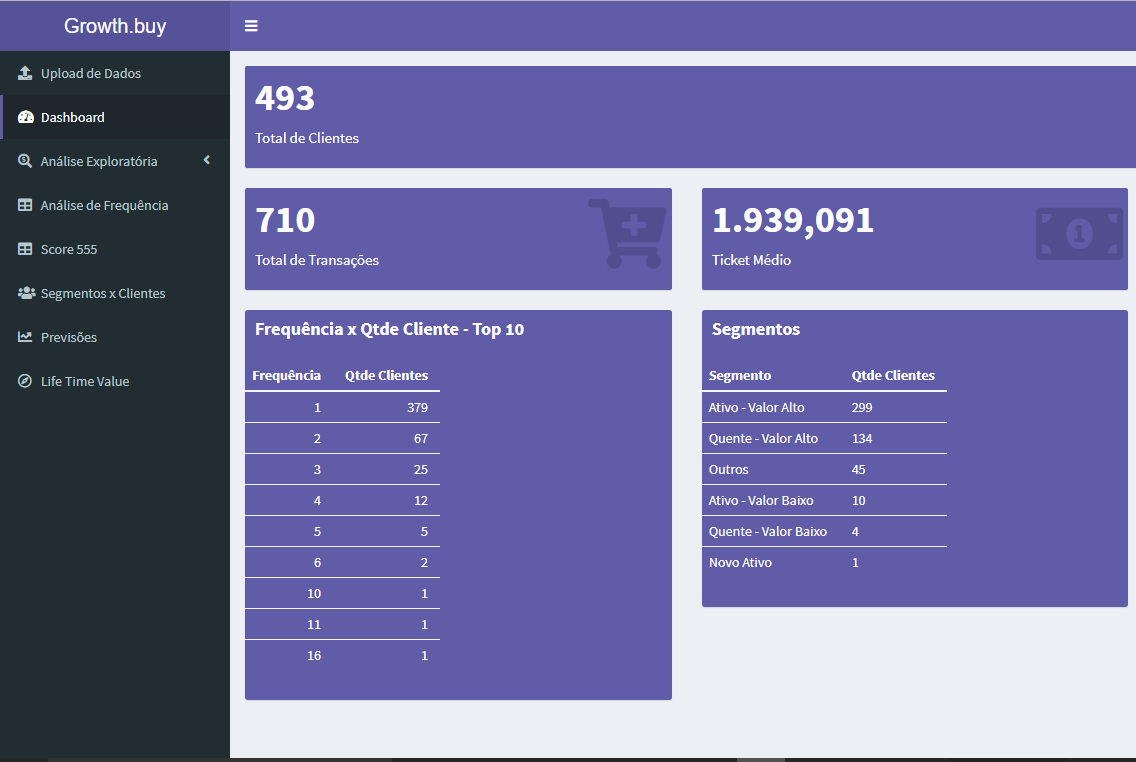 Growth.buy
Upload de Dados
Dashboard
Análise Exploratória
Análise de Frequência
Score 555
Segmentos x Clientes
Previsões
Life Time Value
493
Total de Clientes
710
Total de Transações
1.939,091
Ticket Médio
1
Frequência x Qtde Cliente - Top 10
Frequência Qtde Clientes
1 379
2 67
3 25
4 12
5 5
6 2
10 1
11 1
16 1
Segmentos
Segmento Qtde Clientes
Ativo - Valor Alto 299
Quente - Valor Alto 134
Outros 45
Ativo - Valor Baixo 10
Quente - Valor Baixo 4
Novo Ativo 1